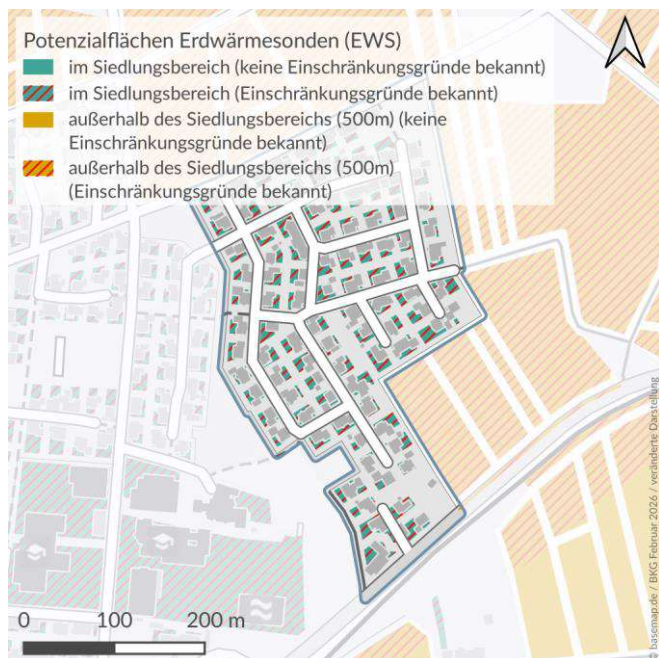 Potenzialflächen Erdwärmesonden (EWS)
im Siedlungsbereich (keine Einschränkungsgründe bekannt)
im Siedlungsbereich (Einschränkungsgründe bekannt)
außerhalb des Siedlungsbereichs (500m) (keine
Einschränkungsgründe bekannt)
außerhalb des Siedlungsbereichs (500m)
(Einschränkungsgründe bekannt)
0 100 200 m
© basemap.de / BKG Februar 2026 / veränderte Darstellung